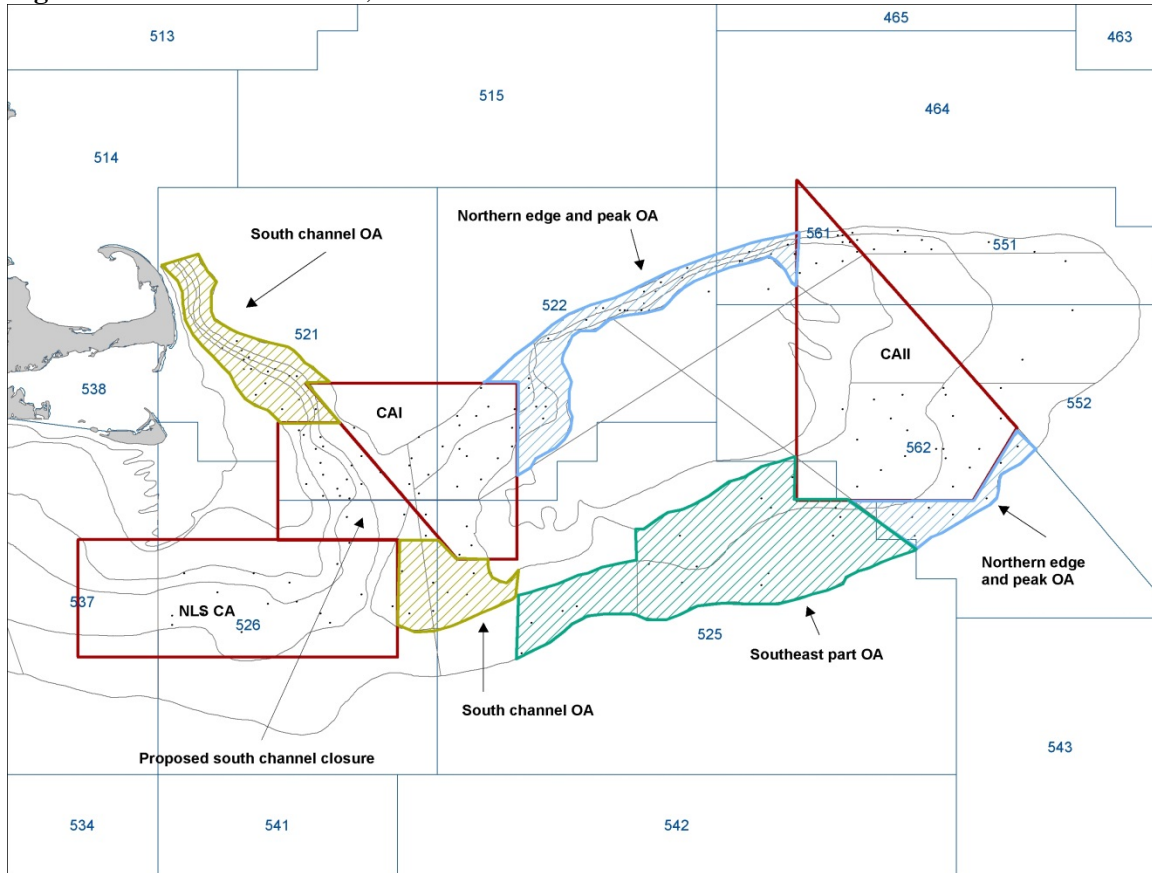 513
465
463
515
464
514
South channel OA
Northern edge and peak OA
561
551
522
521
CAII
538
CAI
552
562
Northern edge
and peak OA
537
NLS CA
526
525
Southeast part OA
South channel OA
Proposed south channel closure
543
534
541
542